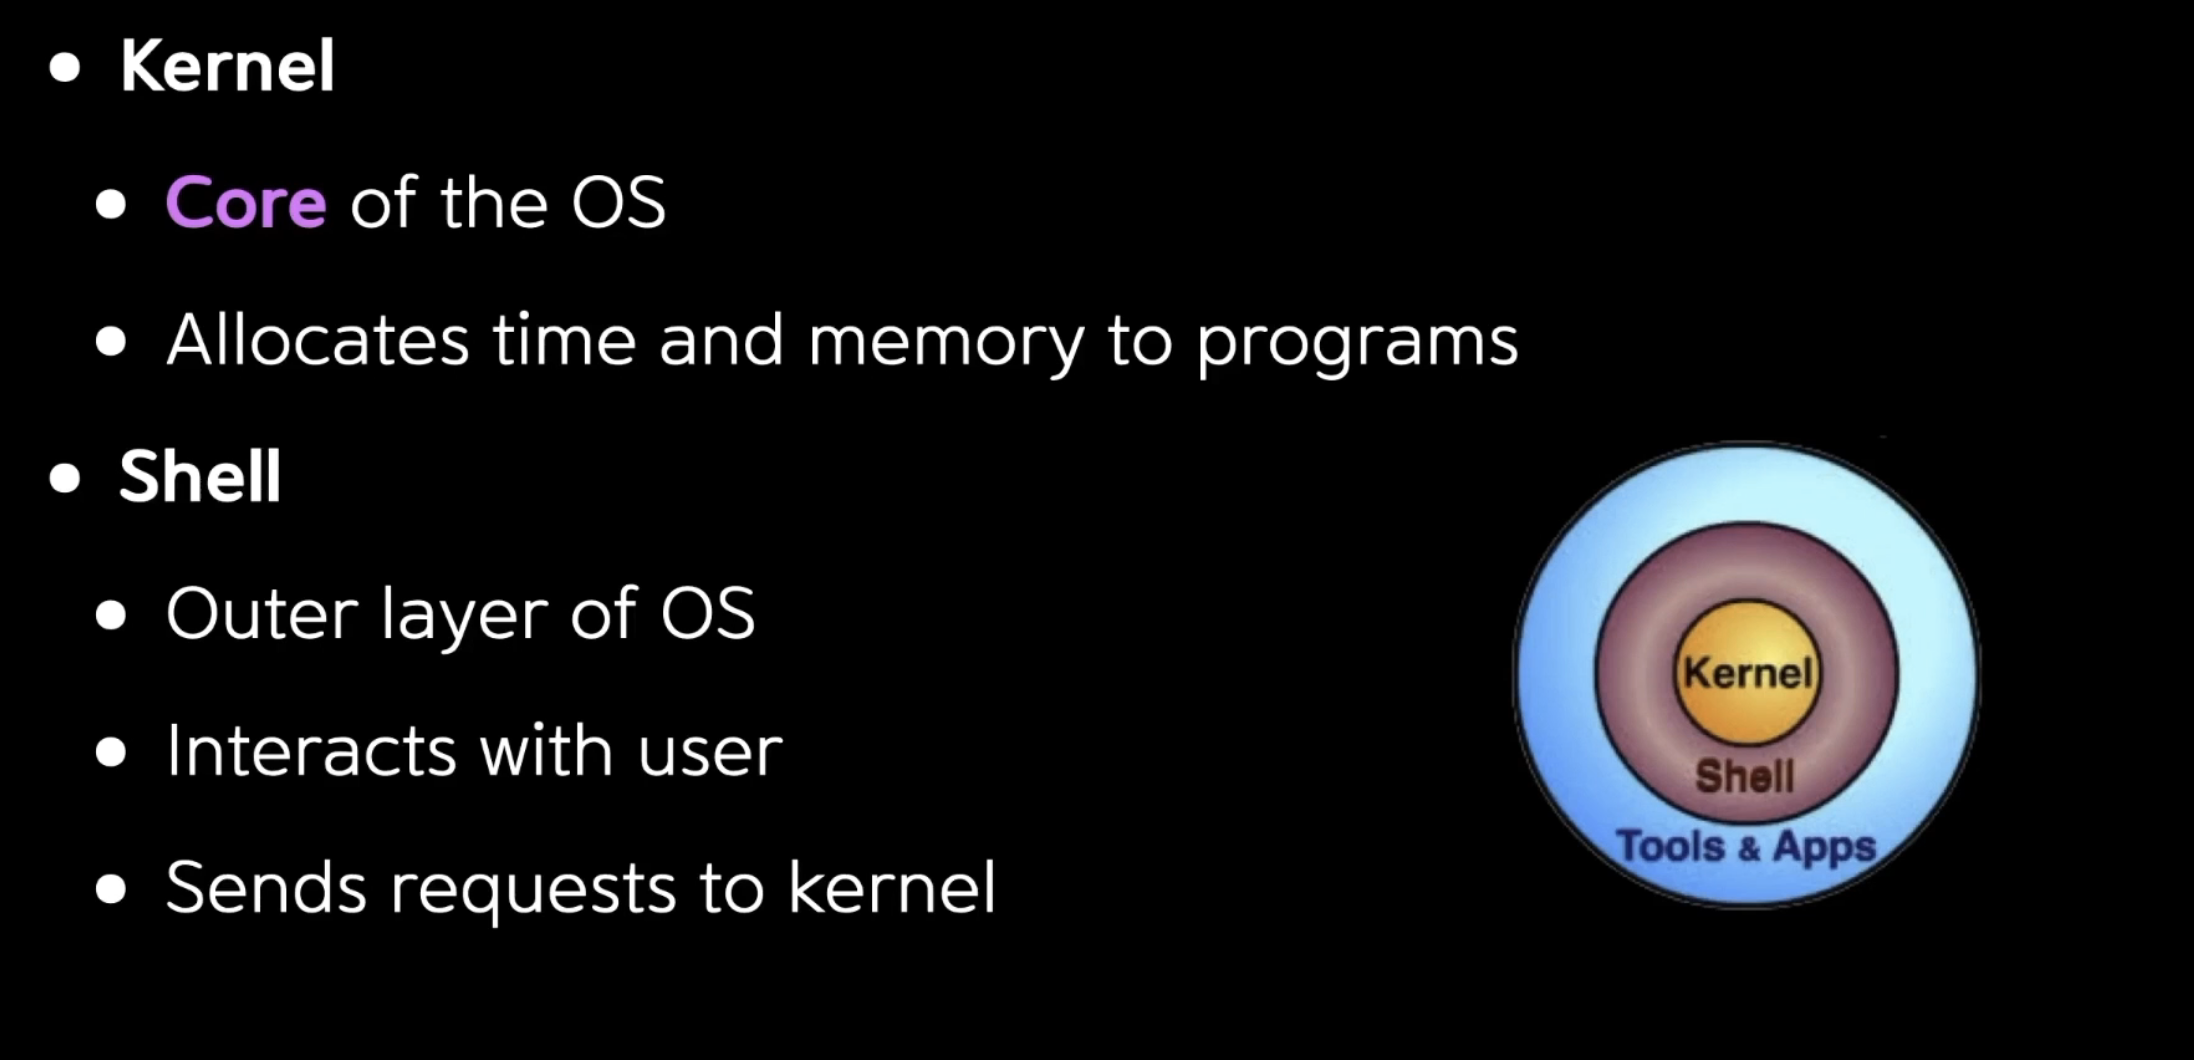 • Kernel
• Core of the OS
• Allocates time and memory to programs
• Shell
• Outer layer of OS
• Interacts with user
• Sends requests to kernel
Kernel
Shell
Tools & Apps